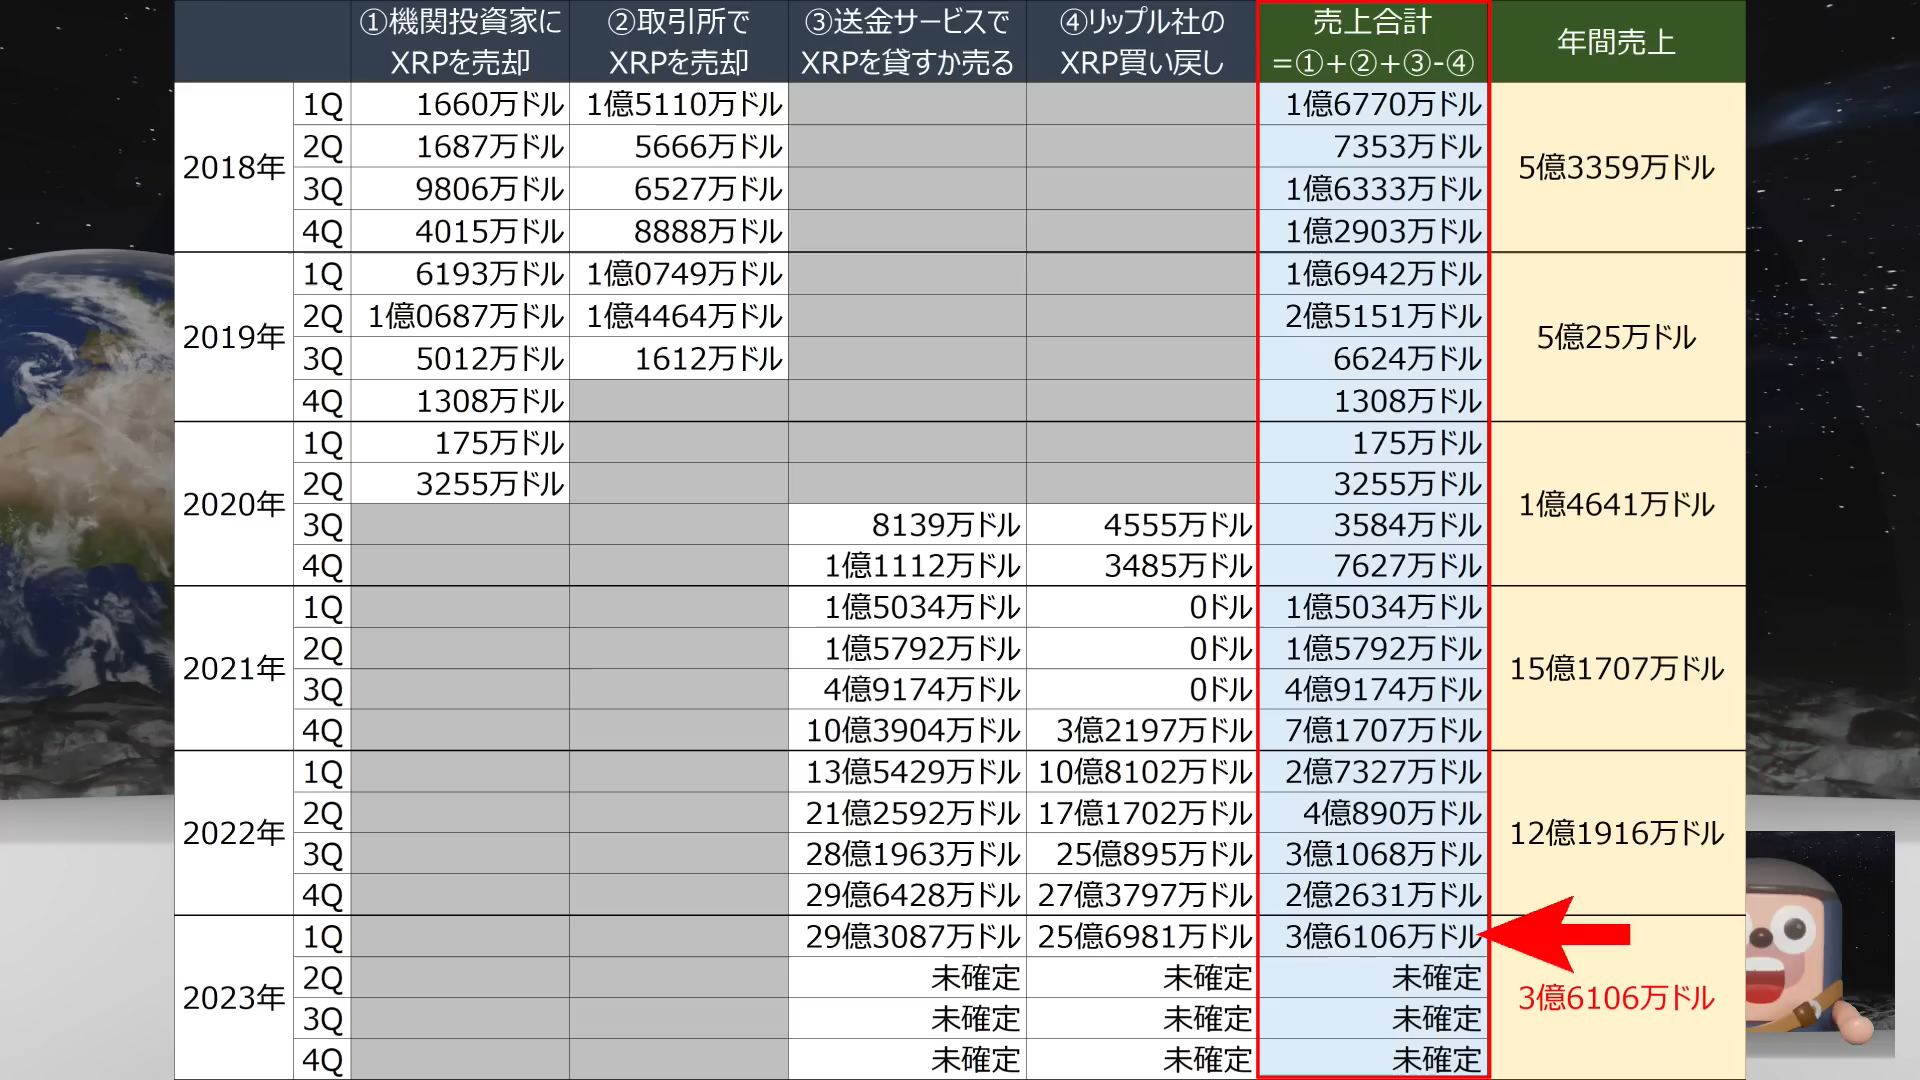 ①機関投資家に ②取引所で ③送金サービスで ④リップル社の 売上合計 年間売上
XRPを売却 XRPを売却 XRPを貸すか売る XRP買い戻し =①+②+③-④
2018年 1Q 1660万ドル 1億5110万ドル 1億6770万ドル 5億3359万ドル
2Q 1687万ドル 5666万ドル 7353万ドル
3Q 9806万ドル 6527万ドル 1億6333万ドル
4Q 4015万ドル 8888万ドル 1億2903万ドル
2019年 1Q 6193万ドル 1億0749万ドル 1億6942万ドル 5億25万ドル
2Q 1億0687万ドル 1億4464万ドル 2億5151万ドル
3Q 5012万ドル 1612万ドル 6624万ドル
4Q 1308万ドル 1308万ドル
2020年 1Q 175万ドル 175万ドル 1億4641万ドル
2Q 3255万ドル 3255万ドル
3Q 8139万ドル 4555万ドル 3584万ドル
4Q 1億1112万ドル 3485万ドル 7627万ドル
2021年 1Q 1億5034万ドル 0ドル 1億5034万ドル 15億1707万ドル
2Q 1億5792万ドル 0ドル 1億5792万ドル
3Q 4億9174万ドル 0ドル 4億9174万ドル
4Q 10億3904万ドル 3億2197万ドル 7億1707万ドル
2022年 1Q 13億5429万ドル 10億8102万ドル 2億7327万ドル 12億1916万ドル
2Q 21億2592万ドル 17億1702万ドル 4億890万ドル
3Q 28億1963万ドル 25億895万ドル 3億1068万ドル
4Q 29億6428万ドル 27億3797万ドル 2億2631万ドル
2023年 1Q 29億3087万ドル 25億6981万ドル 3億6106万ドル 3億6106万ドル
2Q 未確定 未確定 未確定
3Q 未確定 未確定 未確定
4Q 未確定 未確定 未確定